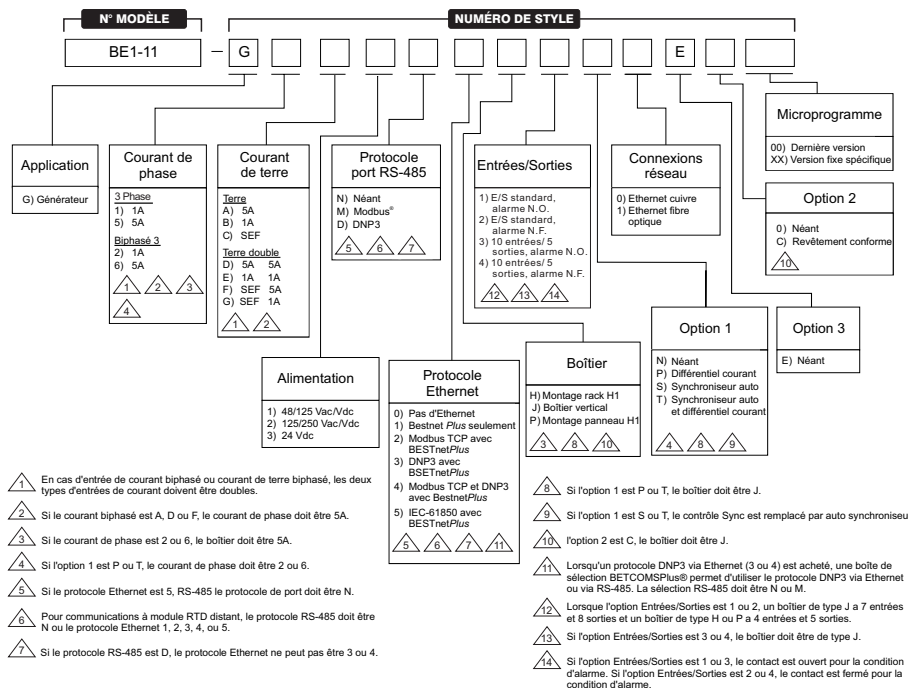 N° MODÈLE
NUMÉRO DE STYLE
BE1-11
– G E
Application
G) Générateur
Courant de
phase
3 Phase
1) 1A
5) 5A
Biphasé 3
2) 1A
6) 5A
1 2 3
4
Courant
de terre
Terre
A) 5A
B) 1A
C) SEF
Terre double
D) 5A 5A
E) 1A 1A
F) SEF 5A
G) SEF 1A
1 2
Protocole
port RS-485
N) Néant
M) Modbus®
D) DNP3
5 6 7
Entrées/Sorties
1) E/S standard,
alarme N.O.
2) E/S standard,
alarme N.F.
3) 10 entrées/ 5
sorties, alarme N.O.
4) 10 entrées/ 5
sorties, alarme N.F.
12 13 14
Connexions
réseau
0) Ethernet cuivre
1) Ethernet fibre
optique
Microprogramme
00) Dernière version
XX) Version fixe spécifique
Option 2
0) Néant
C) Revêtement conforme
10
Alimentation
1) 48/125 Vac/Vdc
2) 125/250 Vac/Vdc
3) 24 Vdc
Protocole
Ethernet
0) Pas d'Ethernet
1) Bestnet Plus seulement
2) Modbus TCP avec
BESTnetPlus
3) DNP3 avec
BSETnetPlus
4) Modbus TCP et DNP3
avec BestnetPlus
5) IEC-61850 avec
BESTnetPlus
5 6 7 11
Boîtier
H) Montage rack H1
J) Boîtier vertical
P) Montage panneau H1
3 8 10
Option 1
N) Néant
P) Différentiel courant
S) Synchroniseur auto
T) Synchroniseur auto
et différentiel courant
4 8 9
Option 3
E) Néant
1 En cas d'entrée de courant biphasé ou courant de terre biphasé, les deux
types d'entrées de courant doivent être doubles.
2 Si le courant biphasé est A, D ou F, le courant de phase doit être 5A.
3 Si le courant de phase est 2 ou 6, le boîtier doit être 5A.
4 Si l'option 1 est P ou T, le courant de phase doit être 2 ou 6.
5 Si le protocole Ethernet est 5, RS-485 le protocole de port doit être N.
6 Pour communications à module RTD distant, le protocole RS-485 doit être
N ou le protocole Ethernet 1, 2, 3, 4, ou 5.
7 Si le protocole RS-485 est D, le protocole Ethernet ne peut pas être 3 ou 4.
8 Si l'option 1 est P ou T, le boîtier doit être J.
9 Si l'option 1 est S ou T, le contrôle Sync est remplacé par auto synchroniseu
10 l'option 2 est C, le boîtier doit être J.
11 Lorsqu'un protocole DNP3 via Ethernet (3 ou 4) est acheté, une boîte de
sélection BETCOMSPlus® permet d'utiliser le protocole DNP3 via Ethernet
ou via RS-485. La sélection RS-485 doit être N ou M.
12 Lorsque l'option Entrées/Sorties est 1 ou 2, un boîtier de type J a 7 entrées
et 8 sorties et un boîtier de type H ou P a 4 entrées et 5 sorties.
13 Si l'option Entrées/Sorties est 3 ou 4, le boîtier doit être de type J.
14 Si l'option Entrées/Sorties est 1 ou 3, le contact est ouvert pour la condition
d'alarme. Si l'option Entrées/Sorties est 2 ou 4, le contact est fermé pour la
condition d'alarme.